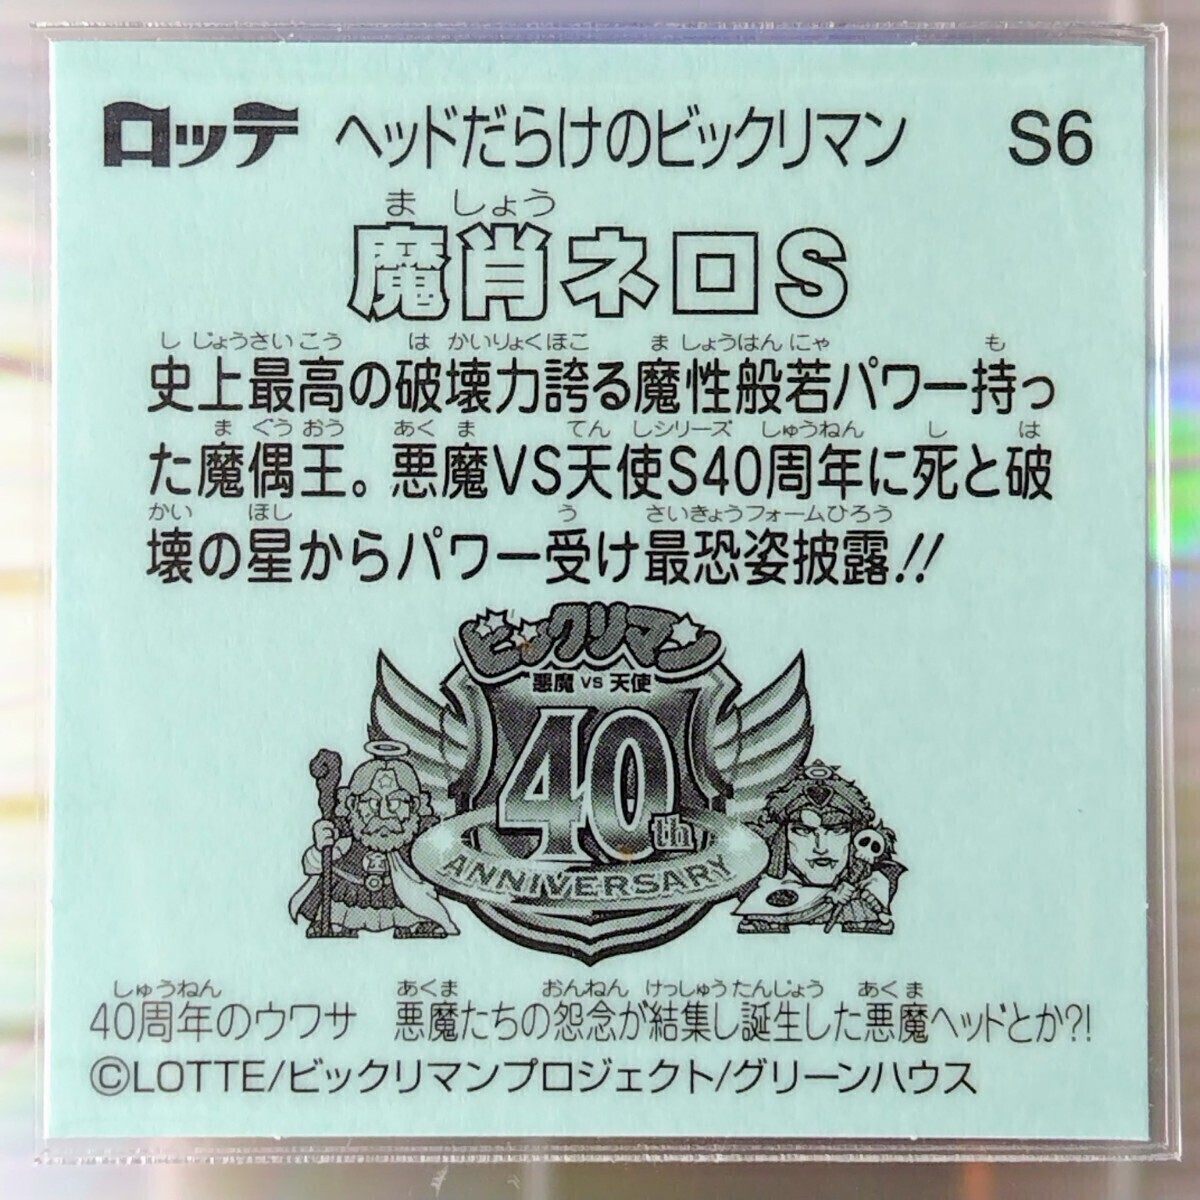 ロッテ ヘッドだらけのビックリマン S6
ま しょう
魔肖ネロS
し じょうさいこう は かいりょくほこ ま しょうはんにゃ も
史上最高の破壊力誇る魔性般若パワー持っ
ま ぐうおう あくま てん しシリーズ しゅうねん し は
た魔偶王。悪魔VS天使S40周年に死と破
かい ほし う さいきょうフォームひろう
壊の星からパワー受け最恐姿披露!!
ビックリマン
悪魔 VS 天使
40th
ANNIVERSARY
しゅうねん あくま おんねん けっしゅうたんじょう あくま
40周年のウワサ 悪魔たちの怨念が結集し誕生した悪魔ヘッドとか?!
©LOTTE/ビックリマンプロジェクト/グリーンハウス